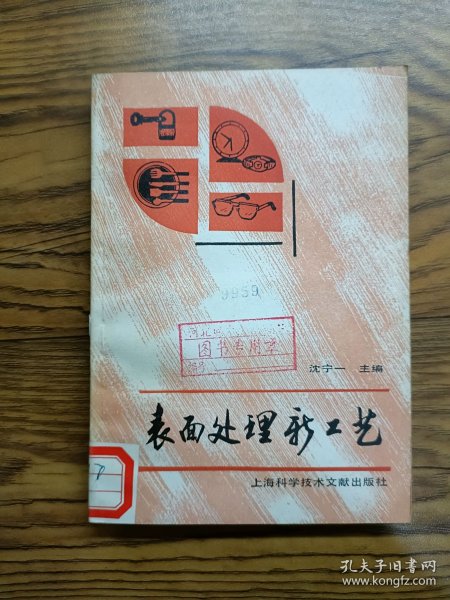 9959
图书专用章
沈宁一 主编
表面处理新工艺
上海科学技术文献出版社
孔夫子旧书网
www.kongfz.com